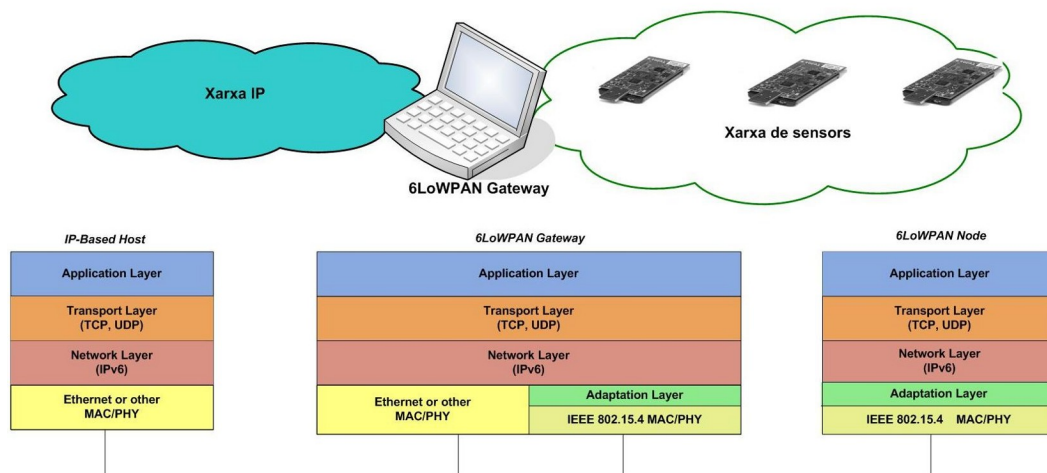 Xarxa IP
Xarxa de sensors
6LoWPAN Gateway
IP-Based Host
Application Layer
Transport Layer
(TCP, UDP)
Network Layer
(IPv6)
Ethernet or other
MAC/PHY
6LoWPAN Gateway
Application Layer
Transport Layer
(TCP, UDP)
Network Layer
(IPv6)
Ethernet or other
MAC/PHY
Adaptation Layer
IEEE 802.15.4 MAC/PHY
6LoWPAN Node
Application Layer
Transport Layer
(TCP, UDP)
Network Layer
(IPv6)
Adaptation Layer
IEEE 802.15.4 MAC/PHY